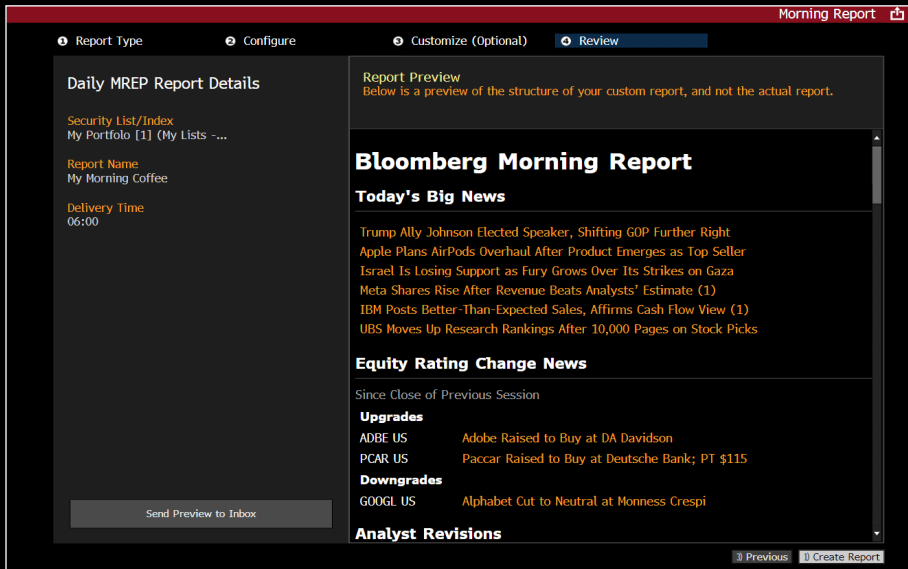 Morning Report
❶ Report Type
❷ Configure
❸ Customize (Optional)
❹ Review
Daily MREP Report Details
Security List/Index
My Portfolo [1] (My Lists -...
Report Name
My Morning Coffee
Delivery Time
06:00
Send Preview to Inbox
Report Preview
Below is a preview of the structure of your custom report, and not the actual report.
Bloomberg Morning Report
Today's Big News
Trump Ally Johnson Elected Speaker, Shifting GOP Further Right
Apple Plans AirPods Overhaul After Product Emerges as Top Seller
Israel Is Losing Support as Fury Grows Over Its Strikes on Gaza
Meta Shares Rise After Revenue Beats Analysts’ Estimate (1)
IBM Posts Better-Than-Expected Sales, Affirms Cash Flow View (1)
UBS Moves Up Research Rankings After 10,000 Pages on Stock Picks
Equity Rating Change News
Since Close of Previous Session
Upgrades
ADBE US Adobe Raised to Buy at DA Davidson
PCAR US Paccar Raised to Buy at Deutsche Bank; PT $115
Downgrades
GOOGL US Alphabet Cut to Neutral at Monness Crespi
Analyst Revisions
3) Previous
1) Create Report